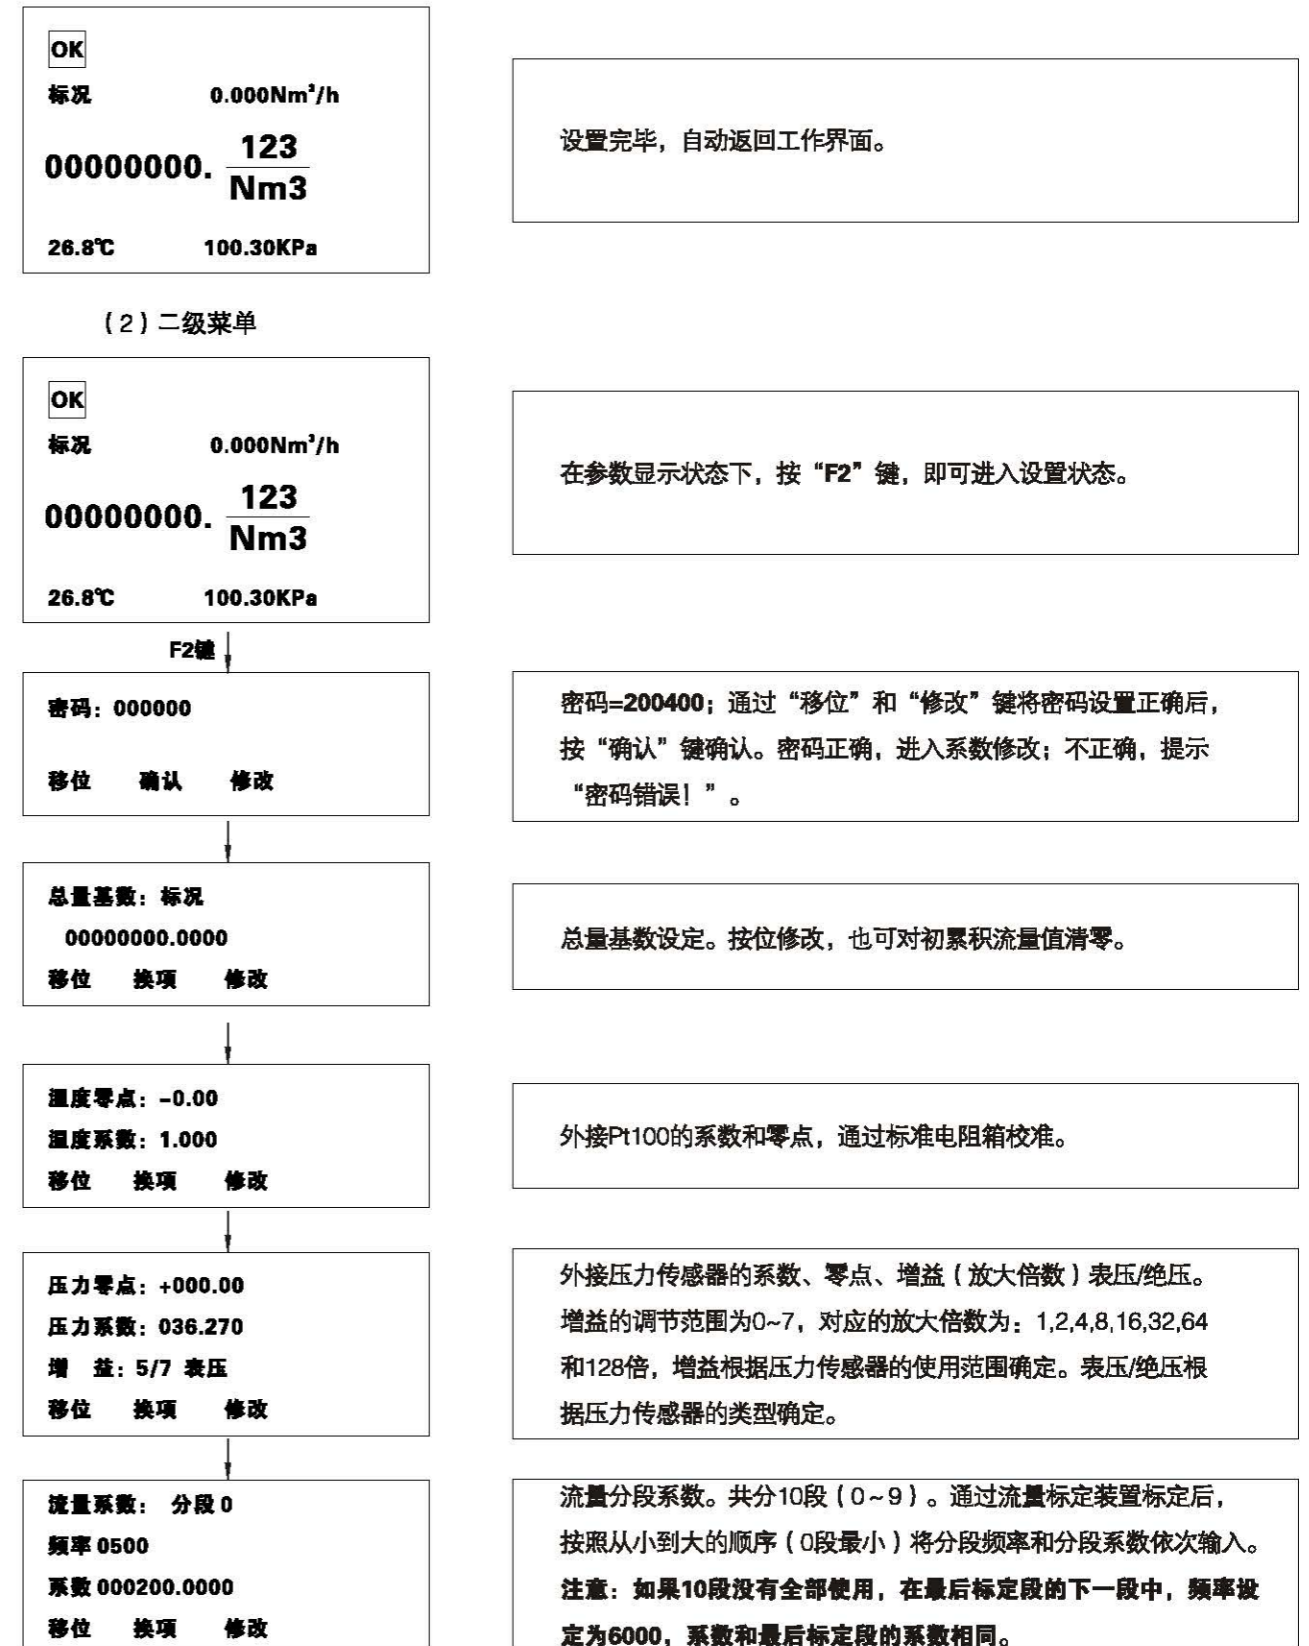 OK
标况 0.000Nm³/h
00000000. 123
Nm3
26.8℃ 100.30KPa
设置完毕，自动返回工作界面。
（2）二级菜单
OK
标况 0.000Nm³/h
00000000. 123
Nm3
26.8℃ 100.30KPa
在参数显示状态下，按“F2”键，即可进入设置状态。
F2键
密码：000000
移位 确认 修改
密码=200400；通过“移位”和“修改”键将密码设置正确后，
按“确认”键确认。密码正确，进入系数修改；不正确，提示
“密码错误！”。
总量基数：标况
00000000.0000
移位 换项 修改
总量基数设定。按位修改，也可对初累积流量值清零。
温度零点：-0.00
温度系数：1.000
移位 换项 修改
外接Pt100的系数和零点，通过标准电阻箱校准。
压力零点：+000.00
压力系数：036.270
增 益：5/7 表压
移位 换项 修改
外接压力传感器的系数、零点、增益（放大倍数）表压/绝压。
增益的调节范围为0~7，对应的放大倍数为：1,2,4,8,16,32,64
和128倍，增益根据压力传感器的使用范围确定。表压/绝压根
据压力传感器的类型确定。
流量系数： 分段 0
频率 0500
系数 000200.0000
移位 换项 修改
流量分段系数。共分10段（0~9）。通过流量标定装置标定后，
按照从小到大的顺序（0段最小）将分段频率和分段系数依次输入。
注意：如果10段没有全部使用，在最后标定段的下一段中，频率设
定为6000，系数和最后标定段的系数相同。